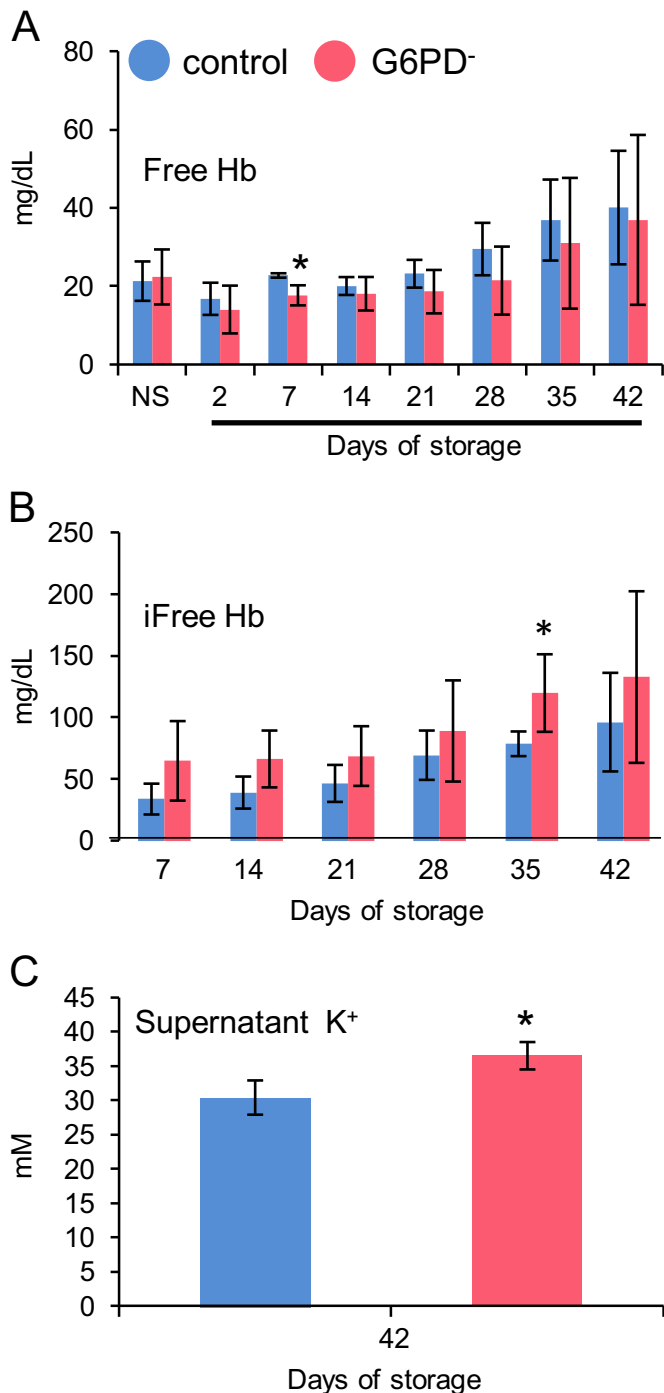 A
80
control
G6PD⁻
60
Free Hb
mg/dL
40
*
20
0
NS 2 7 14 21 28 35 42
Days of storage
B
250
200
iFree Hb
*
mg/dL
150
100
50
0
7 14 21 28 35 42
Days of storage
C
45
Supernatant K⁺
*
40
35
30
25
mM
20
15
10
5
0
42
Days of storage